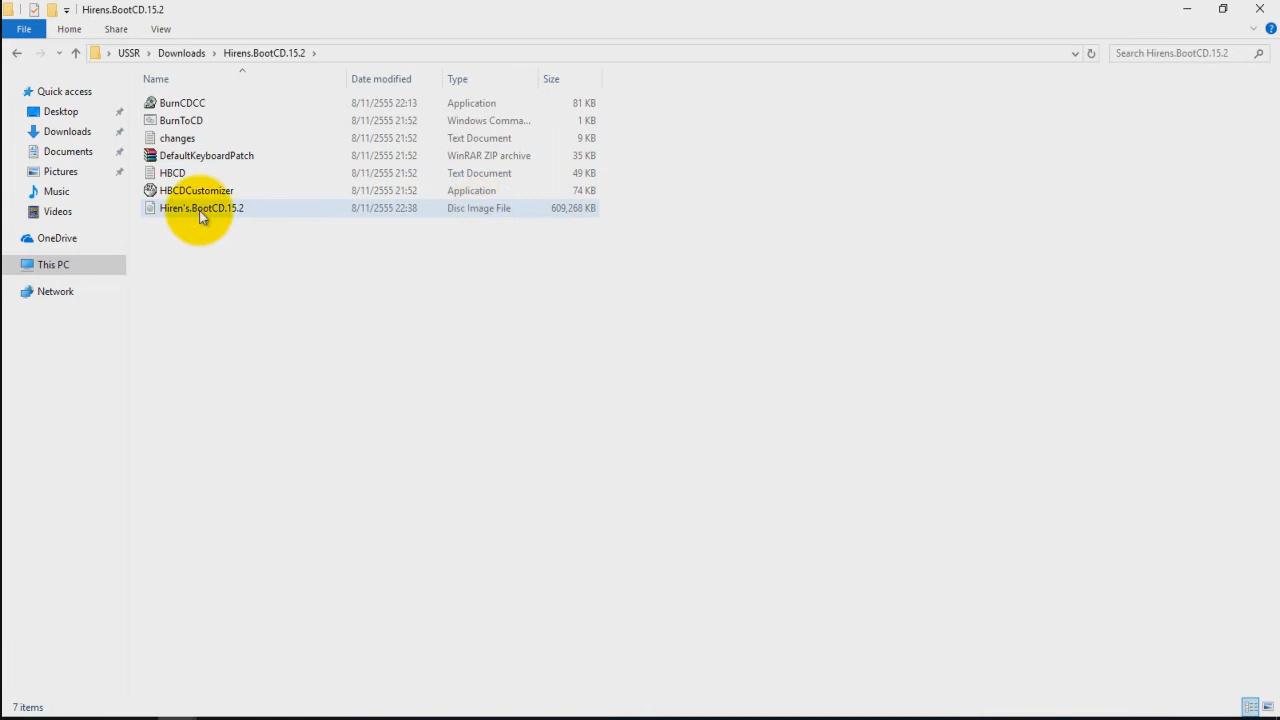 Hirens.BootCD.15.2
File Home Share View
USSR Downloads Hirens.BootCD.15.2 Search Hirens.BootCD.15.2
Name Date modified Type Size
Quick access
Desktop
Downloads
Documents
Pictures
Music
Videos
OneDrive
This PC
Network
BurnCDCC 8/11/2555 22:13 Application 81 KB
BurnToCD 8/11/2555 21:52 Windows Comma... 1 KB
changes 8/11/2555 21:52 Text Document 9 KB
DefaultKeyboardPatch 8/11/2555 21:52 WinRAR ZIP archive 35 KB
HBCD 8/11/2555 21:52 Text Document 49 KB
HBCDCustomizer 8/11/2555 21:52 Application 74 KB
Hiren's.BootCD.15.2 8/11/2555 22:38 Disc Image File 609,268 KB
7 items